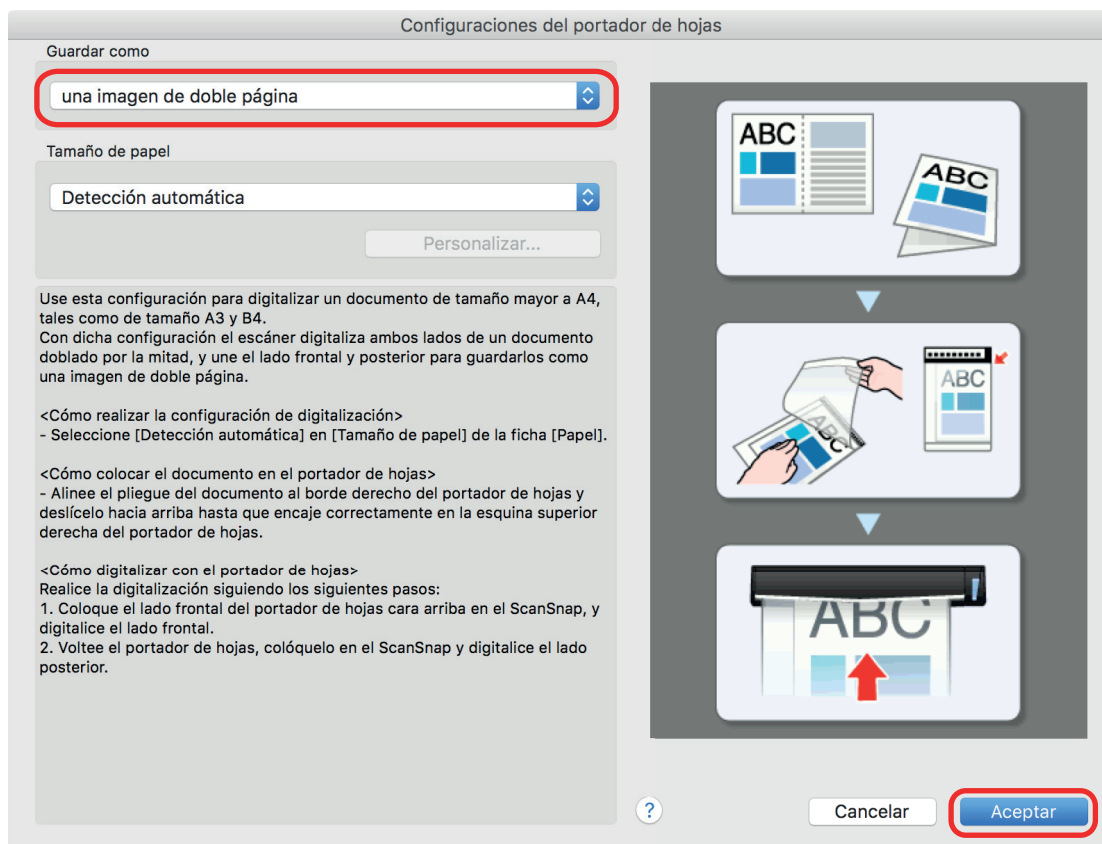 Configuraciones del portador de hojas
Guardar como
una imagen de doble página
Tamaño de papel
Detección automática
Personalizar...
Use esta configuración para digitalizar un documento de tamaño mayor a A4,
tales como de tamaño A3 y B4.
Con dicha configuración el escáner digitaliza ambos lados de un documento
doblado por la mitad, y une el lado frontal y posterior para guardarlos como
una imagen de doble página.
<Cómo realizar la configuración de digitalización>
- Seleccione [Detección automática] en [Tamaño de papel] de la ficha [Papel].
<Cómo colocar el documento en el portador de hojas>
- Alinee el pliegue del documento al borde derecho del portador de hojas y
deslícelo hacia arriba hasta que encaje correctamente en la esquina superior
derecha del portador de hojas.
<Cómo digitalizar con el portador de hojas>
Realice la digitalización siguiendo los siguientes pasos:
1. Coloque el lado frontal del portador de hojas cara arriba en el ScanSnap, y
digitalice el lado frontal.
2. Voltee el portador de hojas, colóquelo en el ScanSnap y digitalice el lado
posterior.
ABC
ABC
ABC
ABC
ABC
?
Cancelar
Aceptar